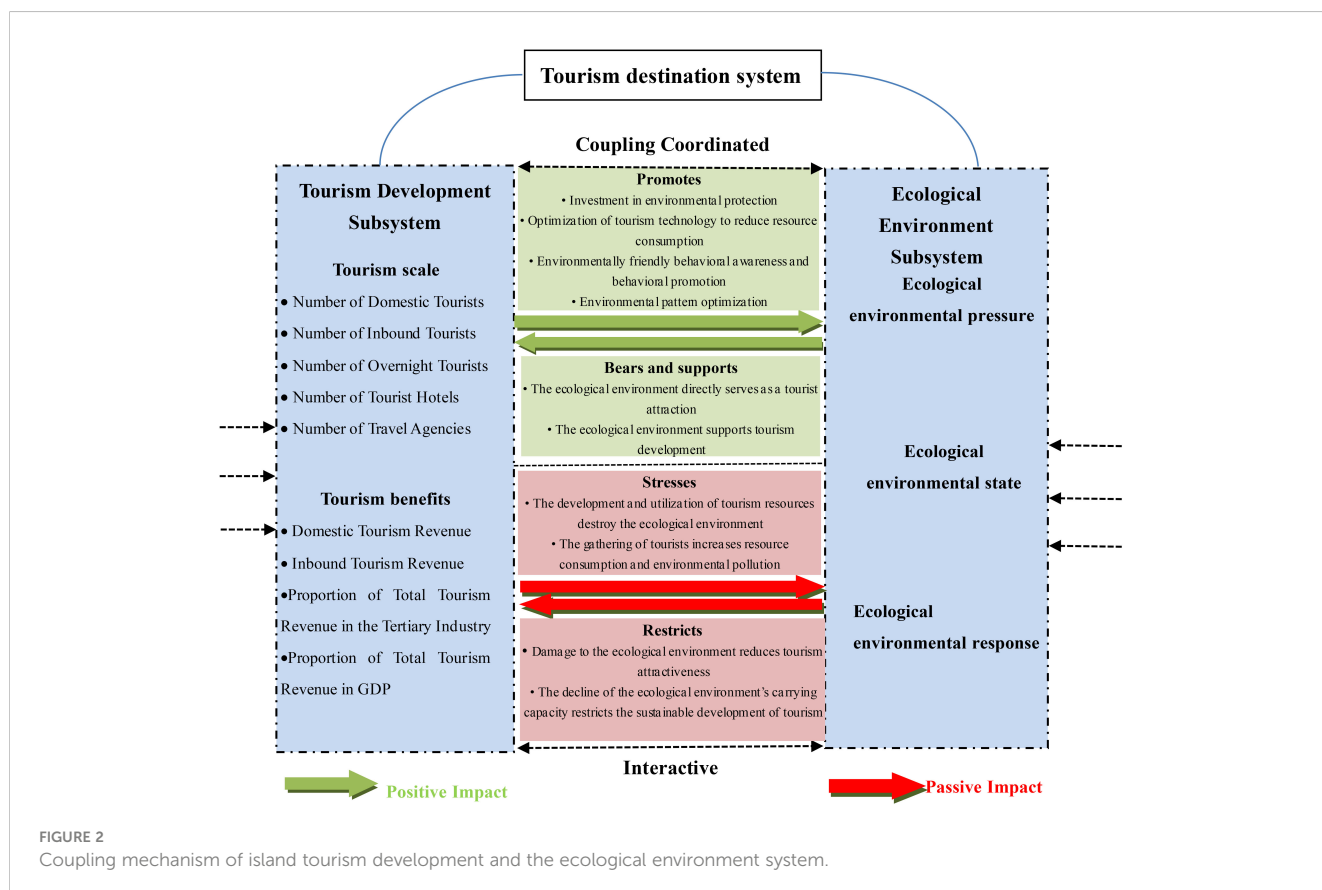 Tourism destination system
Coupling Coordinated
Tourism Development
Subsystem
Tourism scale
• Number of Domestic Tourists
• Number of Inbound Tourists
• Number of Overnight Tourists
• Number of Tourist Hotels
• Number of Travel Agencies
Tourism benefits
• Domestic Tourism Revenue
• Inbound Tourism Revenue
•Proportion of Total Tourism
Revenue in the Tertiary Industry
•Proportion of Total Tourism
Revenue in GDP
Promotes
• Investment in environmental protection
• Optimization of tourism technology to reduce resource
consumption
• Environmentally friendly behavioral awareness and
behavioral promotion
• Environmental pattern optimization
Bears and supports
• The ecological environment directly serves as a tourist
attraction
• The ecological environment supports tourism
development
Stresses
• The development and utilization of tourism resources
destroy the ecological environment
• The gathering of tourists increases resource
consumption and environmental pollution
Restricts
• Damage to the ecological environment reduces tourism
attractiveness
• The decline of the ecological environment's carrying
capacity restricts the sustainable development of tourism
Ecological
Environment
Subsystem
Ecological
environmental pressure
Ecological
environmental state
Ecological
environmental response
Interactive
Positive Impact
Passive Impact
FIGURE 2
Coupling mechanism of island tourism development and the ecological environment system.